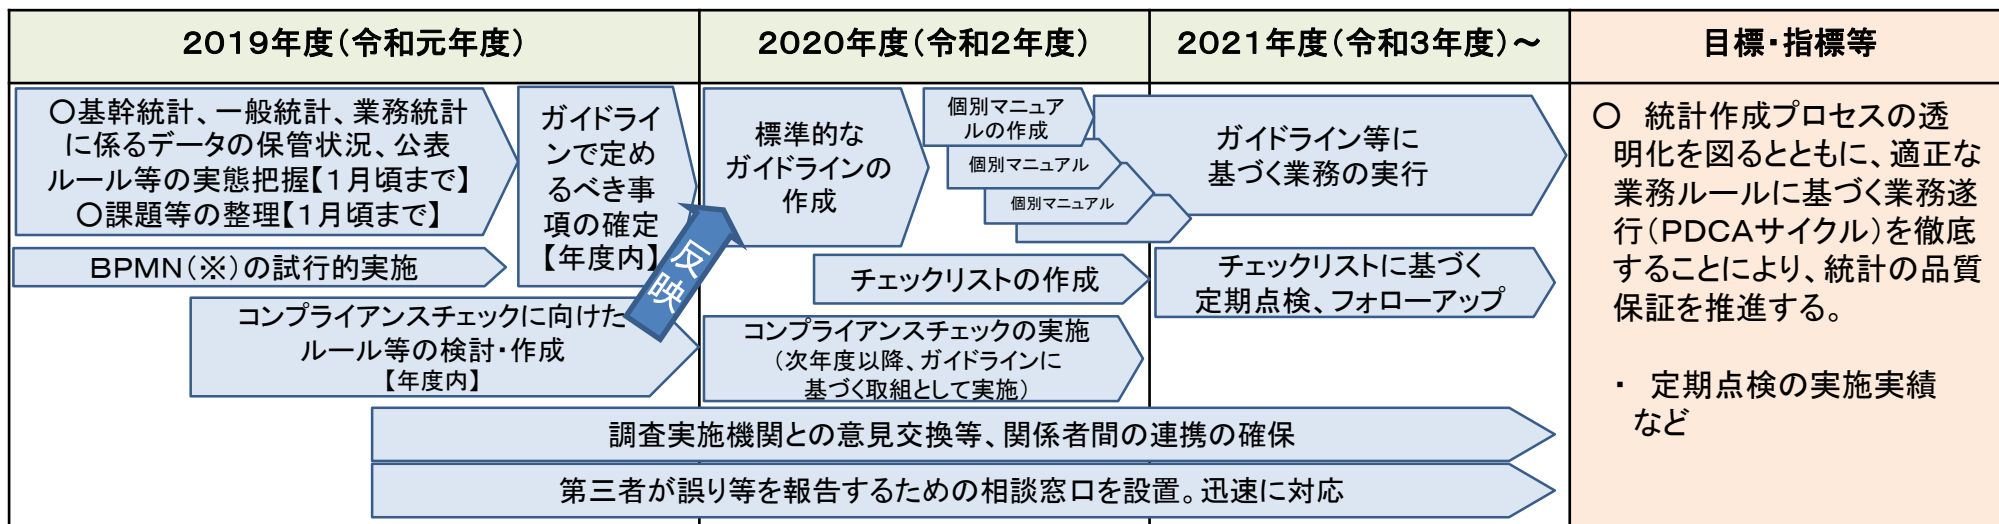 2019年度(令和元年度)
2020年度(令和2年度)
2021年度(令和3年度)～
目標・指標等
○基幹統計、一般統計、業務統計
に係るデータの保管状況、公表
ルール等の実態把握【1月頃まで】
○課題等の整理【1月頃まで】
ガイドライ
ンで定め
るべき事
項の確定
【年度内】
BPMN(※)の試行的実施
コンプライアンスチェックに向けた
ルール等の検討・作成
【年度内】
反映
標準的な
ガイドラインの
作成
個別マニュア
ルの作成
個別マニュアル
個別マニュアル
チェックリストの作成
コンプライアンスチェックの実施
(次年度以降、ガイドラインに
基づく取組として実施)
ガイドライン等に
基づく業務の実行
チェックリストに基づく
定期点検、フォローアップ
調査実施機関との意見交換等、関係者間の連携の確保
第三者が誤り等を報告するための相談窓口を設置。迅速に対応
○ 統計作成プロセスの透
明化を図るとともに、適正な
業務ルールに基づく業務遂
行(PDCAサイクル)を徹底
することにより、統計の品質
保証を推進する。
・ 定期点検の実施実績
など